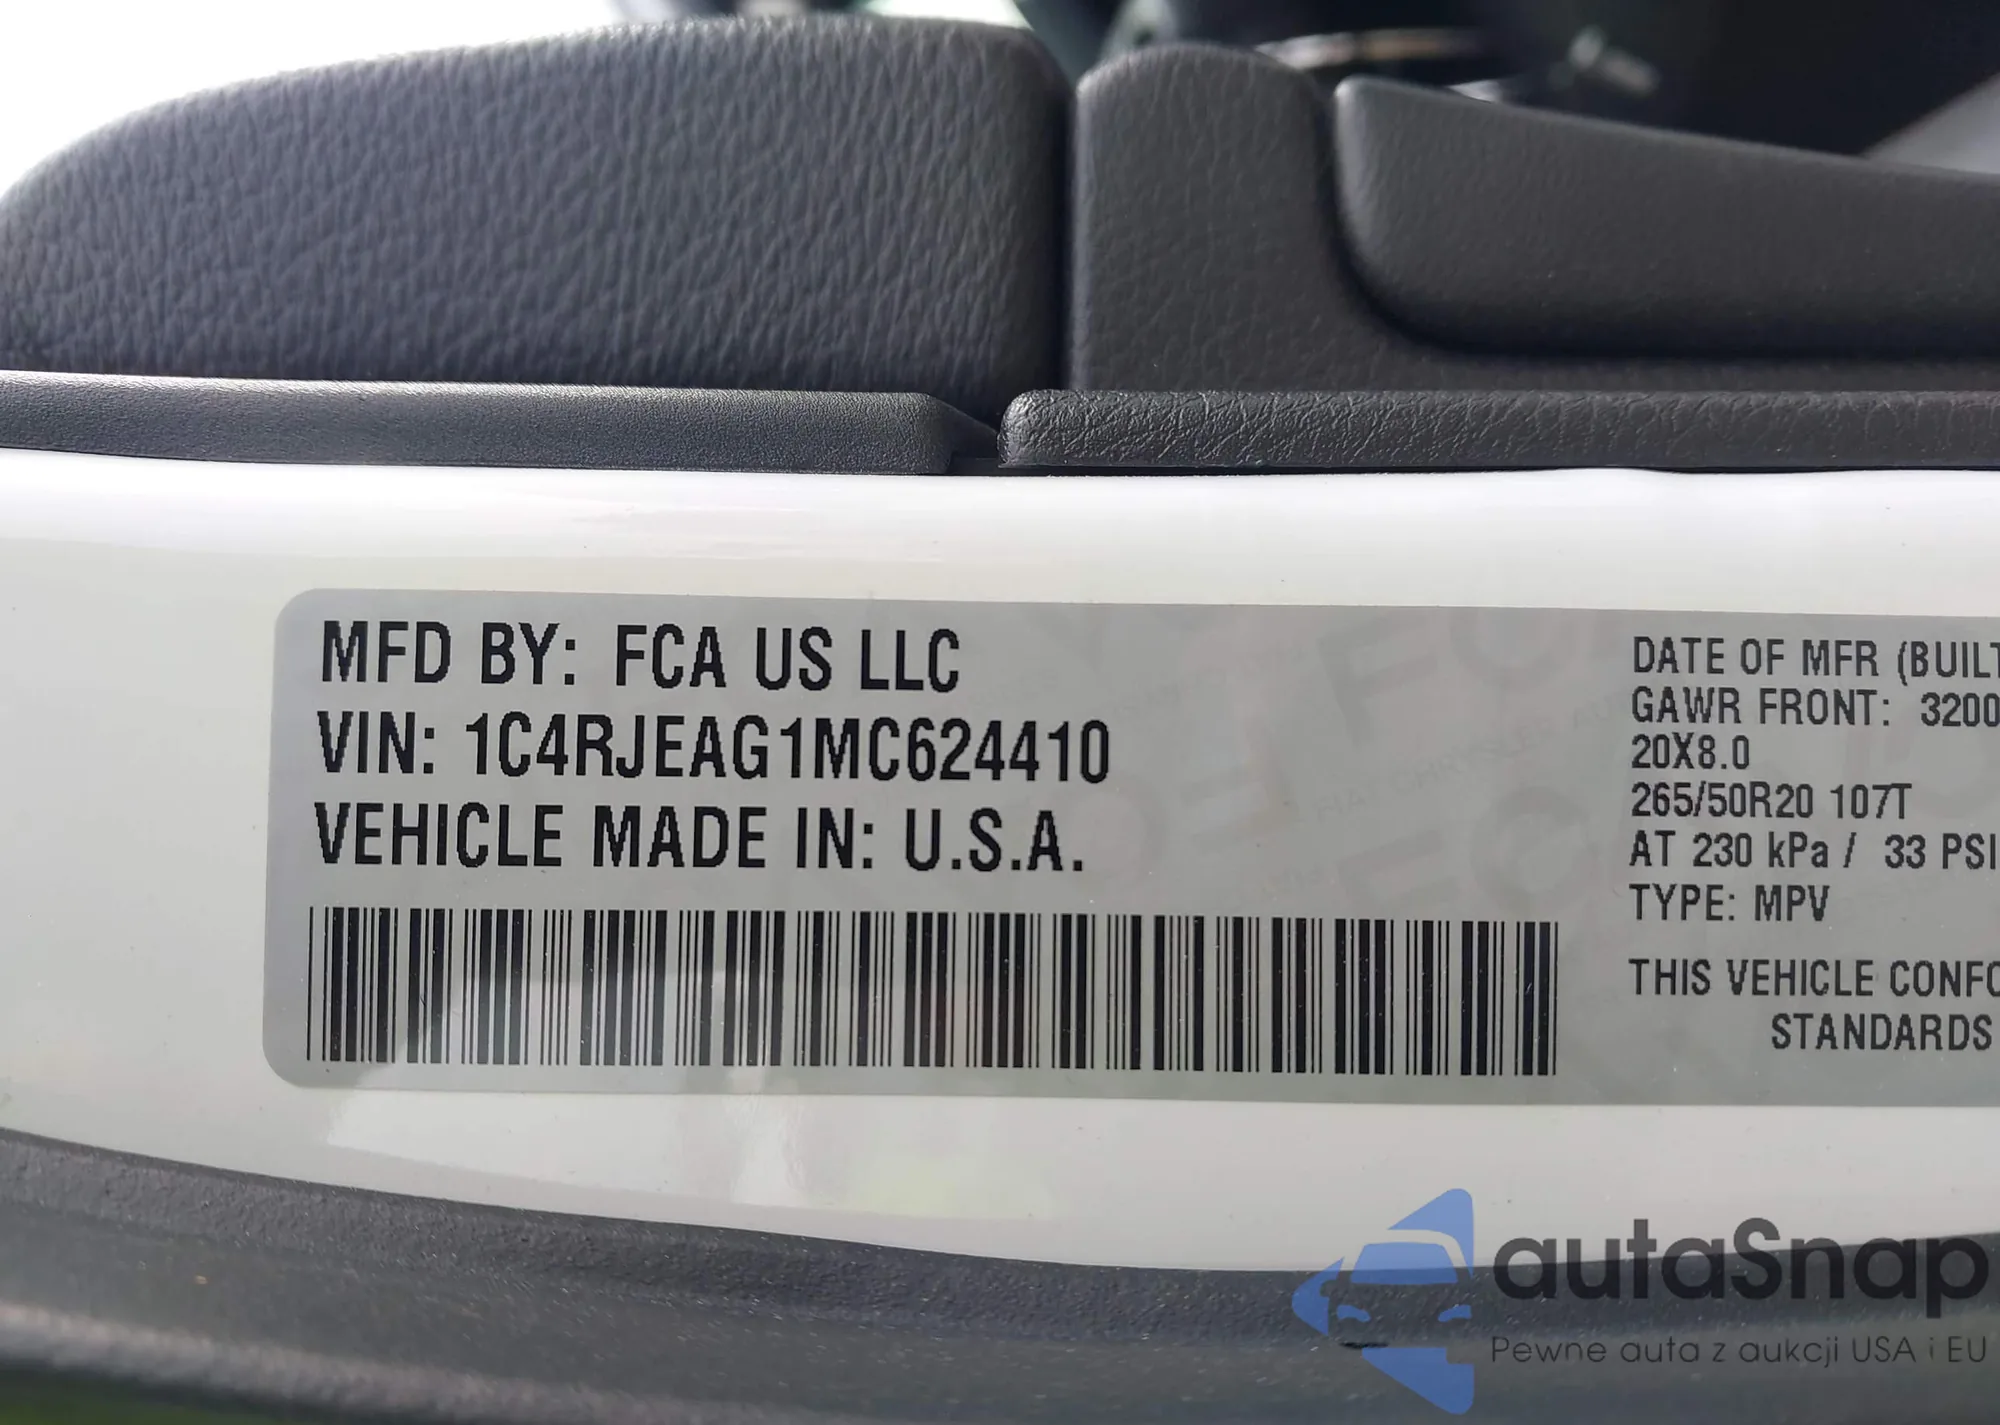 MFD BY: FCA US LLC
VIN: 1C4RJEAG1MC624410
VEHICLE MADE IN: U.S.A.
DATE OF MFR (BUILT
GAWR FRONT: 3200
20X8.0
265/50R20 107T
AT 230 kPa / 33 PSI
TYPE: MPV
THIS VEHICLE CONFO
STANDARDS
autaSnap
Pewne auta z aukcji USA i EU